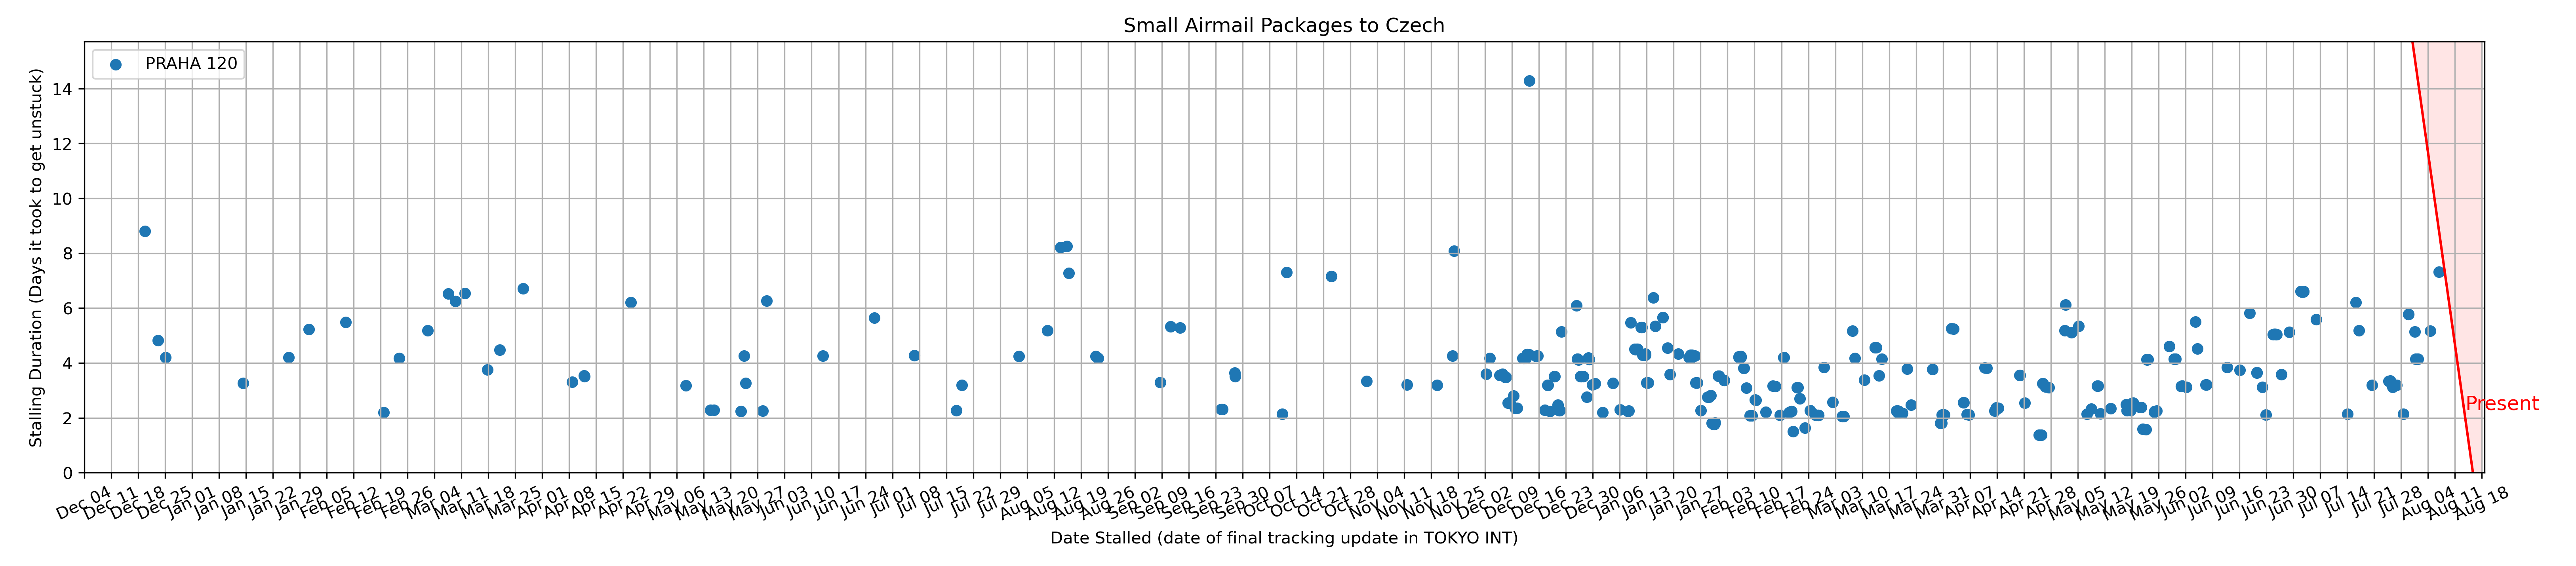 Small Airmail Packages to Czech
PRAHA 120
Stalling Duration (Days it took to get unstuck)
14
12
10
8
6
4
2
0
Present
Dec 04
Dec 11
Dec 18
Dec 25
Jan 01
Jan 08
Jan 15
Jan 22
Jan 29
Feb 05
Feb 12
Feb 19
Feb 26
Mar 04
Mar 11
Mar 18
Mar 25
Apr 01
Apr 08
Apr 15
Apr 22
Apr 29
May 06
May 13
May 20
May 27
Jun 03
Jun 10
Jun 17
Jun 24
Jul 01
Jul 08
Jul 15
Jul 22
Jul 29
Aug 05
Aug 12
Aug 19
Aug 26
Sep 02
Sep 09
Sep 16
Sep 23
Sep 30
Oct 07
Oct 14
Oct 21
Oct 28
Nov 04
Nov 11
Nov 18
Nov 25
Dec 02
Dec 09
Dec 16
Dec 23
Dec 30
Jan 06
Jan 13
Jan 20
Jan 27
Feb 03
Feb 10
Feb 17
Feb 24
Mar 03
Mar 10
Mar 17
Mar 24
Mar 31
Apr 07
Apr 14
Apr 21
Apr 28
May 05
May 12
May 19
May 26
Jun 02
Jun 09
Jun 16
Jun 23
Jun 30
Jul 07
Jul 14
Jul 21
Jul 28
Aug 04
Aug 11
Aug 18
Date Stalled (date of final tracking update in TOKYO INT)